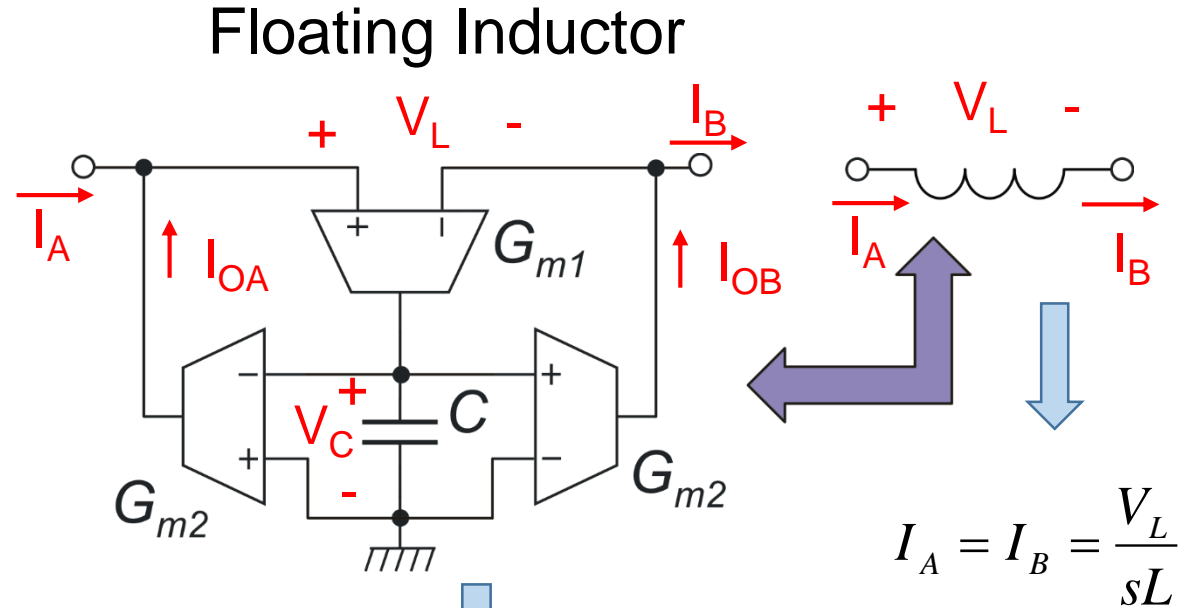 Floating Inductor
+ V_L - I_B
+ V_L -
I_A I_OA + − G_m1 I_OB
I_A I_B
− + C +
V_C
+ - −
G_m2 G_m2
I_A = I_B = V_L / sL